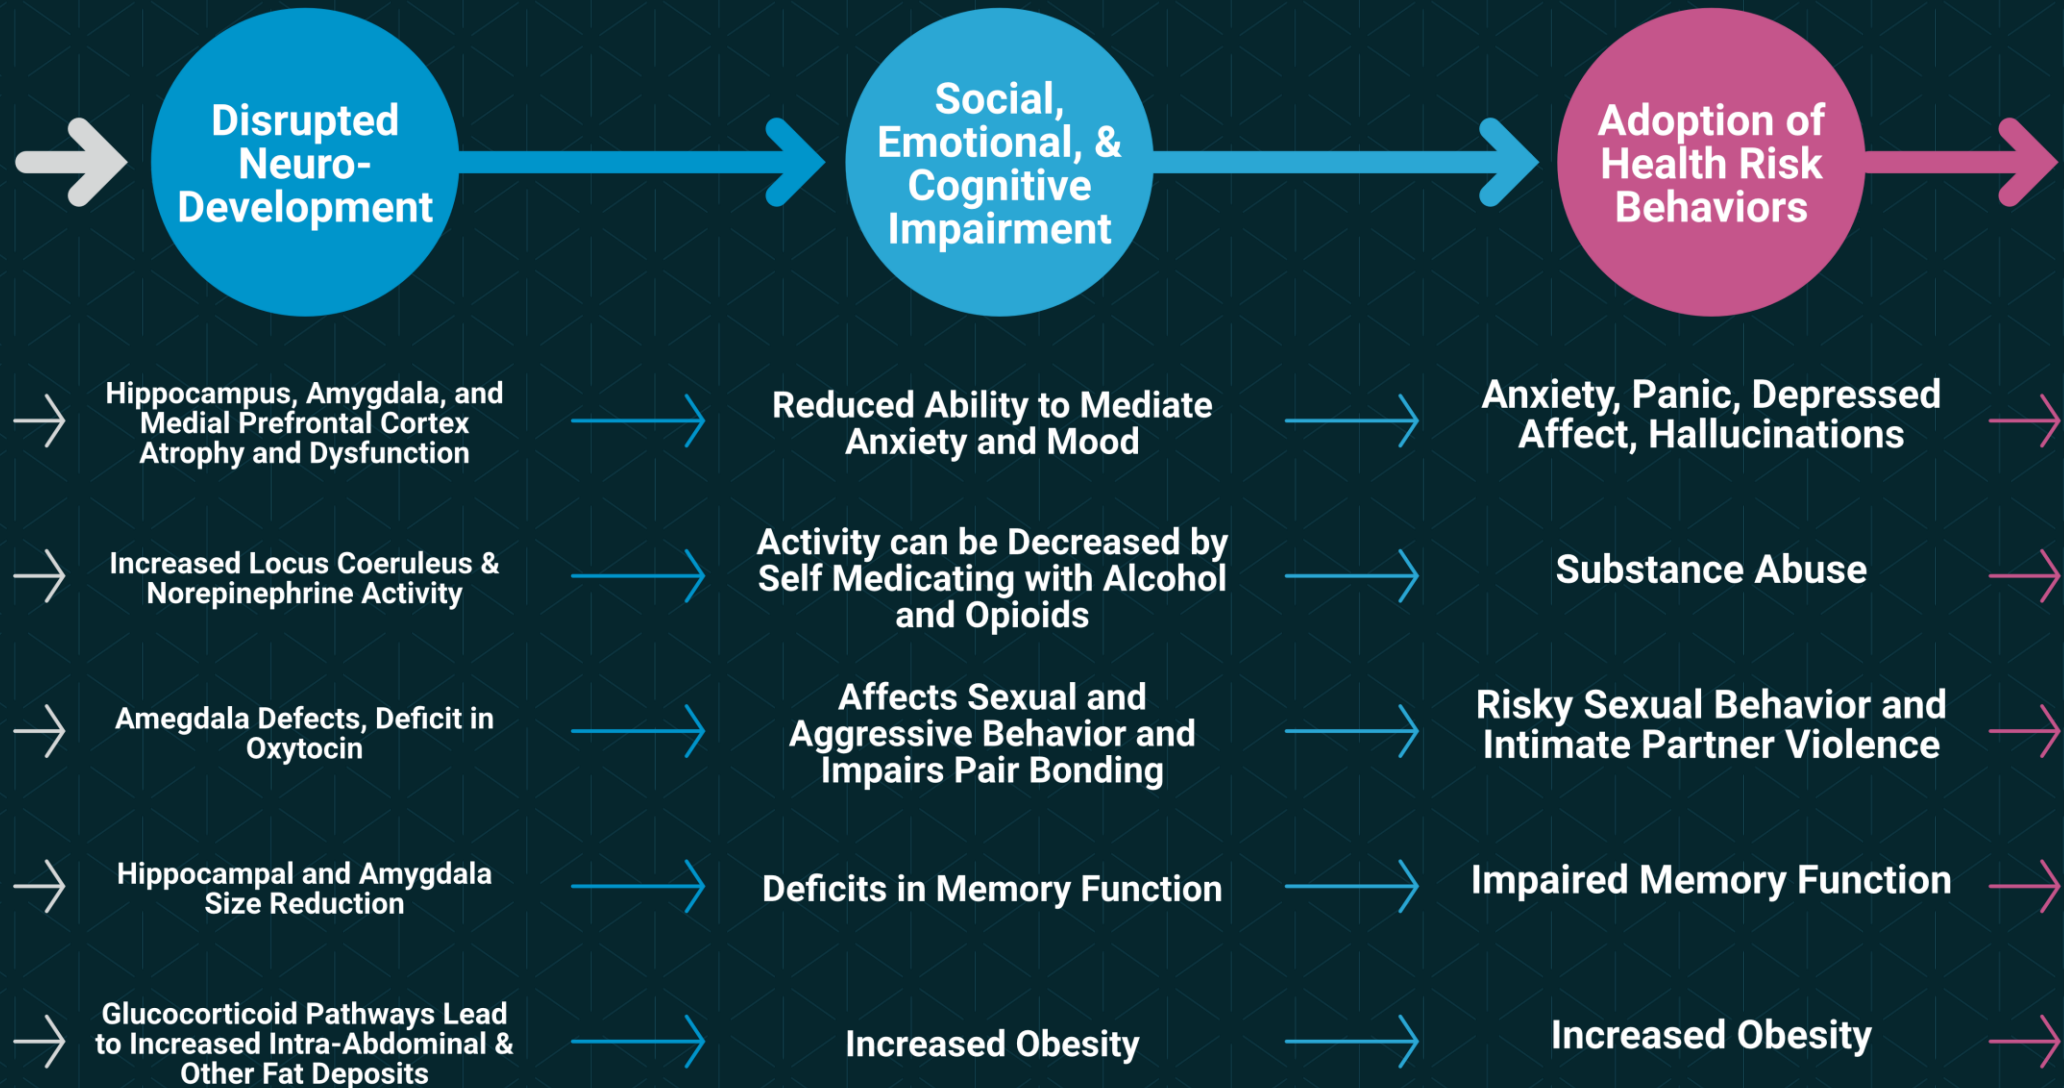 Disrupted
Neuro-
Development
Social,
Emotional, &
Cognitive
Impairment
Adoption of
Health Risk
Behaviors
Hippocampus, Amygdala, and
Medial Prefrontal Cortex
Atrophy and Dysfunction
Reduced Ability to Mediate
Anxiety and Mood
Anxiety, Panic, Depressed
Affect, Hallucinations
Increased Locus Coeruleus &
Norepinephrine Activity
Activity can be Decreased by
Self Medicating with Alcohol
and Opioids
Substance Abuse
Amegdala Defects, Deficit in
Oxytocin
Affects Sexual and
Aggressive Behavior and
Impairs Pair Bonding
Risky Sexual Behavior and
Intimate Partner Violence
Hippocampal and Amygdala
Size Reduction
Deficits in Memory Function
Impaired Memory Function
Glucocorticoid Pathways Lead
to Increased Intra-Abdominal &
Other Fat Deposits
Increased Obesity
Increased Obesity